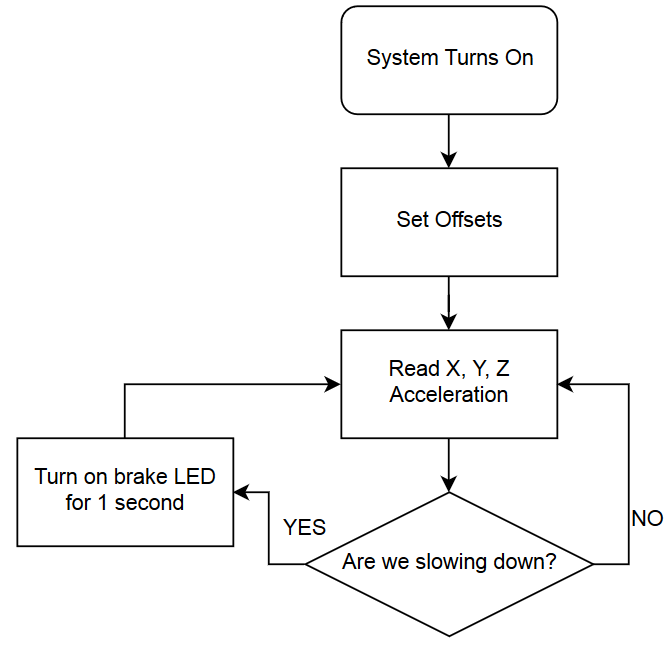 System Turns On
Set Offsets
Read X, Y, Z
Acceleration
Turn on brake LED
for 1 second
YES
NO
Are we slowing down?